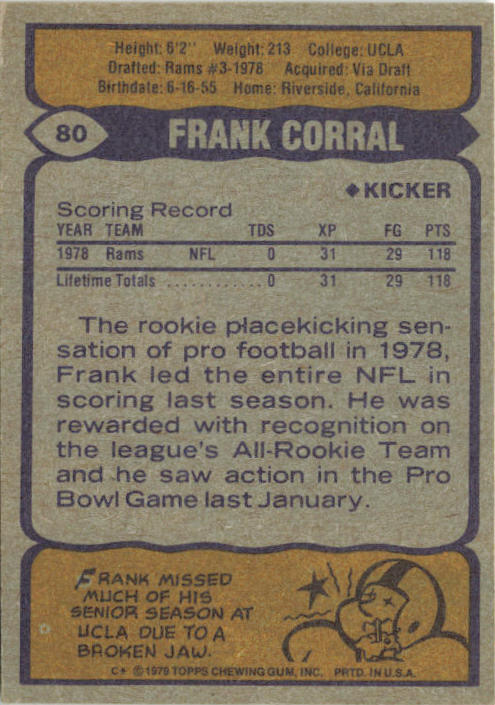 Height: 6'2" Weight: 213 College: UCLA
Drafted: Rams #3-1978 Acquired: Via Draft
Birthdate: 6-16-55 Home: Riverside, California
80 FRANK CORRAL
◆KICKER
Scoring Record
YEAR TEAM TDS XP FG PTS
1978 Rams NFL 0 31 29 118
Lifetime Totals ............ 0 31 29 118
The rookie placekicking sen-
sation of pro football in 1978,
Frank led the entire NFL in
scoring last season. He was
rewarded with recognition on
the league's All-Rookie Team
and he saw action in the Pro
Bowl Game last January.
FRANK MISSED
MUCH OF HIS
SENIOR SEASON AT
UCLA DUE TO A
BROKEN JAW.
C* © 1979 TOPPS CHEWING GUM, INC. PRTD. IN U.S.A.